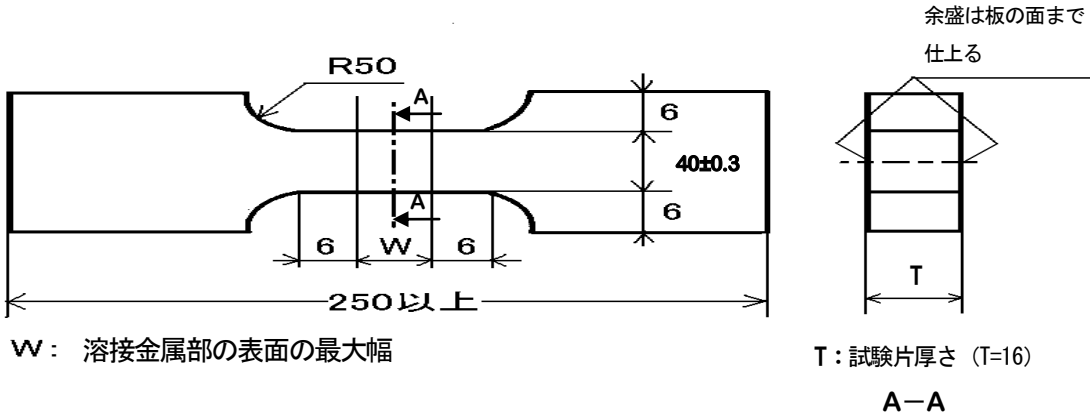 余盛は板の面まで
仕上る
R50
A
6
40±0.3
A
6
6 W 6
T
250以上
W： 溶接金属部の表面の最大幅
T：試験片厚さ (T=16)
A－A